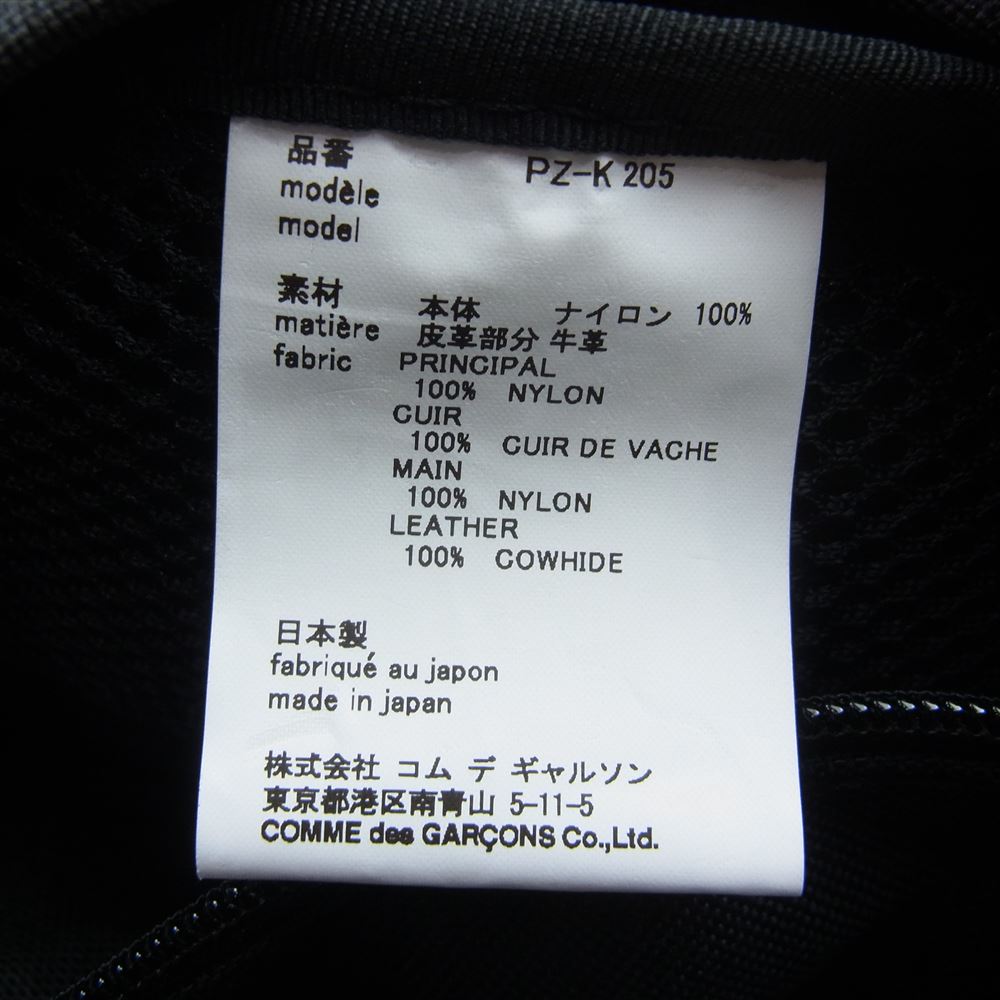 品番 PZ-K 205
modèle
model
素材 本体 ナイロン 100%
matière 皮革部分 牛革
fabric PRINCIPAL
100% NYLON
CUIR
100% CUIR DE VACHE
MAIN
100% NYLON
LEATHER
100% COWHIDE
日本製
fabriqué au japon
made in japan
株式会社 コム デ ギャルソン
東京都港区南青山 5-11-5
COMME des GARÇONS Co.,Ltd.